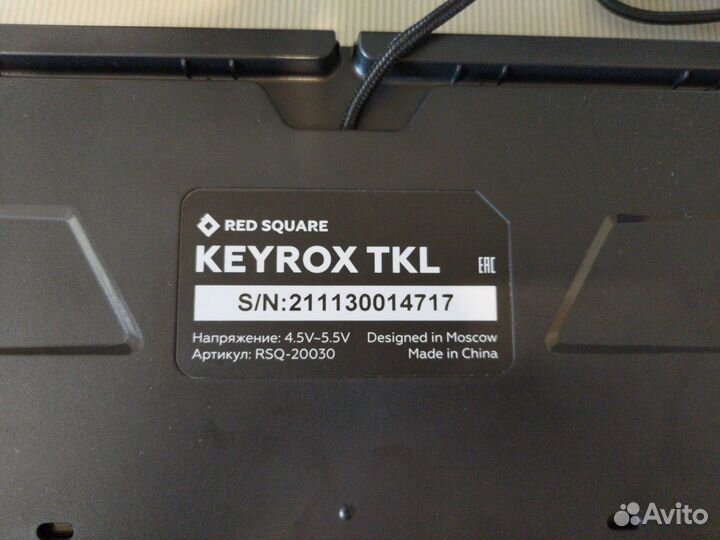 RED SQUARE
KEYROX TKL
EAC
S/N:211130014717
Напряжение: 4.5V~5.5V
Артикул: RSQ-20030
Designed in Moscow
Made in China
Avito